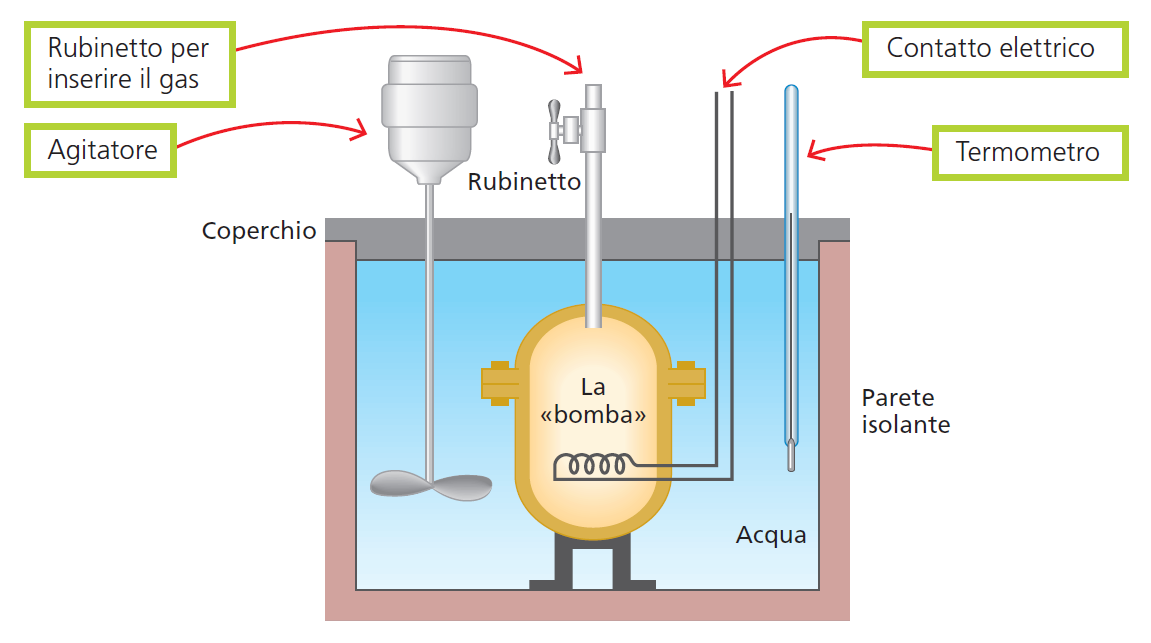 Rubinetto per
inserire il gas
Contatto elettrico
Agitatore
Termometro
Rubinetto
Coperchio
La
«bomba»
Parete
isolante
Acqua